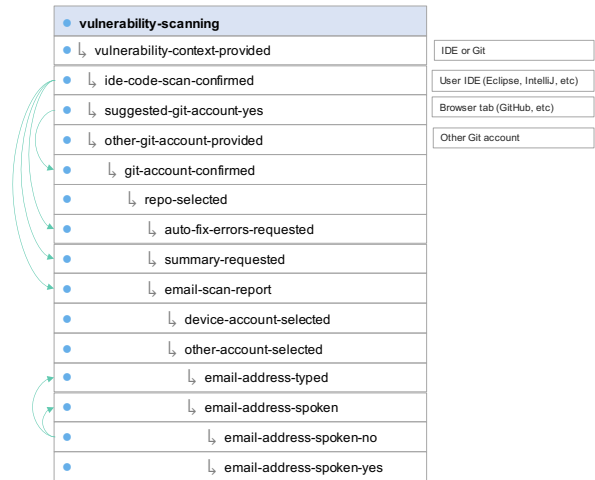 vulnerability-scanning
vulnerability-context-provided
IDE or Git
ide-code-scan-confirmed
User IDE (Eclipse, IntelliJ, etc)
suggested-git-account-yes
Browser tab (GitHub, etc)
other-git-account-provided
Other Git account
git-account-confirmed
repo-selected
auto-fix-errors-requested
summary-requested
email-scan-report
device-account-selected
other-account-selected
email-address-typed
email-address-spoken
email-address-spoken-no
email-address-spoken-yes